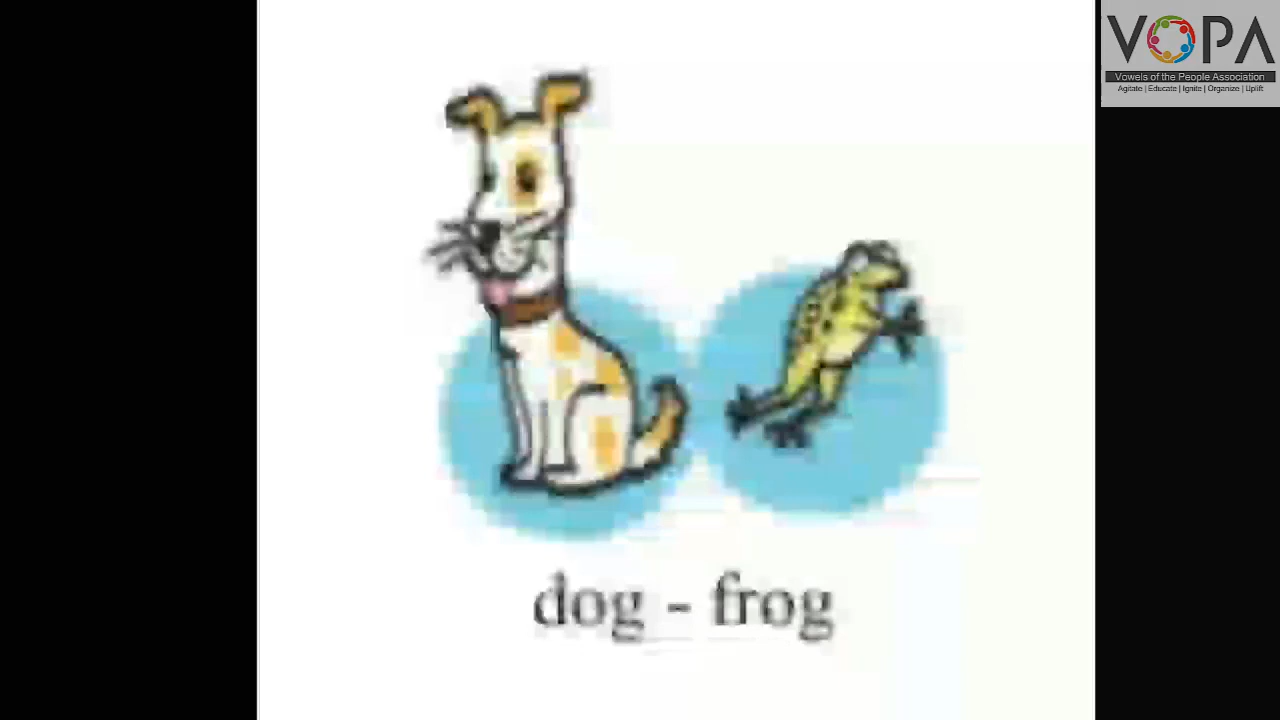 VOPA
Vowels of the People Association
Agitate | Educate | Ignite | Organize | Uplift
dog - frog